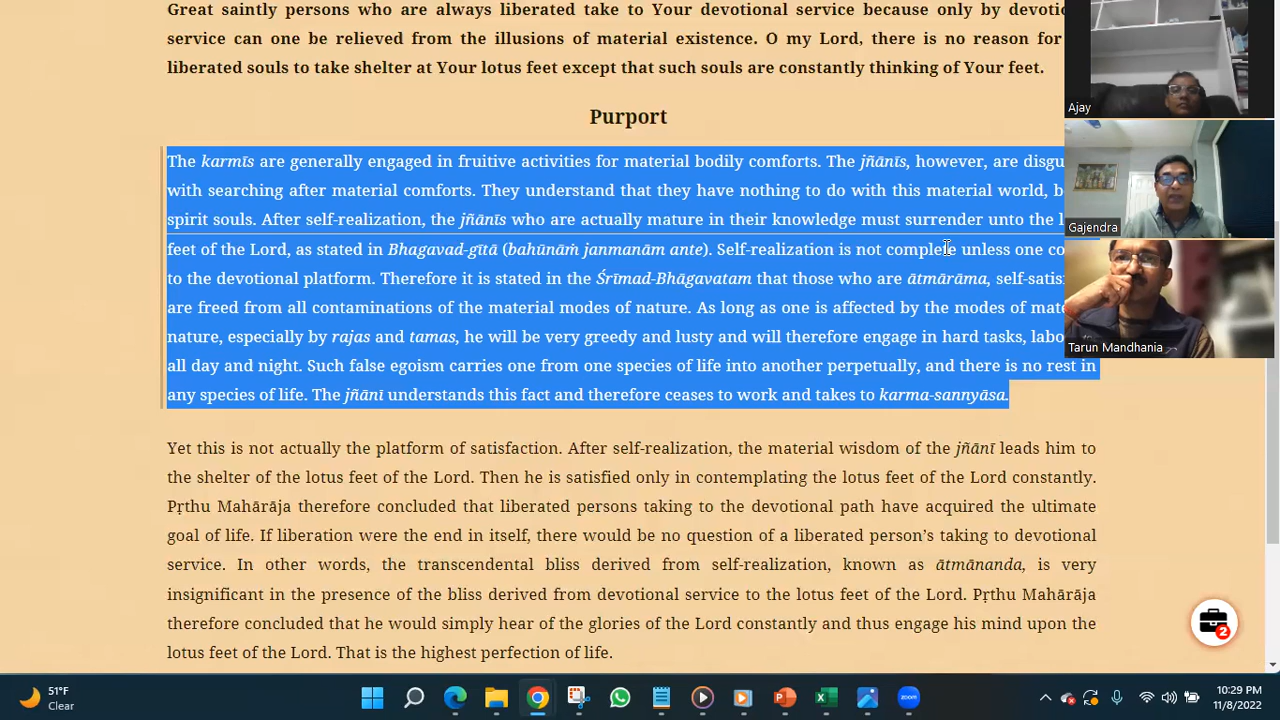 Great saintly persons who are always liberated take to Your devotional service because only by
service can one be relieved from the illusions of material existence. O my Lord, there is no reason for
liberated souls to take shelter at Your lotus feet except that such souls are constantly thinking of Your feet.
Purport
The karmīs are generally engaged in fruitive activities for material bodily comforts. The jñānīs, however, are
with searching after material comforts. They understand that they have nothing to do with this material world,
spirit souls. After self-realization, the jñānīs who are actually mature in their knowledge must surrender unto the
feet of the Lord, as stated in Bhagavad-gītā (bahūnāṁ janmanām ante). Self-realization is not complete unless one
to the devotional platform. Therefore it is stated in the Śrīmad-Bhāgavatam that those who are ātmārāma,
are freed from all contaminations of the material modes of nature. As long as one is affected by the modes of
nature, especially by rajas and tamas, he will be very greedy and lusty and will therefore engage in hard tasks,
all day and night. Such false egoism carries one from one species of life into another perpetually, and there is no rest in
any species of life. The jñānī understands this fact and therefore ceases to work and takes to karma-sannyāsa.
Yet this is not actually the platform of satisfaction. After self-realization, the material wisdom of the jñānī leads him to
the shelter of the lotus feet of the Lord. Then he is satisfied only in contemplating the lotus feet of the Lord constantly.
Pṛthu Mahārāja therefore concluded that liberated persons taking to the devotional path have acquired the ultimate
goal of life. If liberation were the end in itself, there would be no question of a liberated person's taking to devotional
service. In other words, the transcendental bliss derived from self-realization, known as ātmānanda, is very
insignificant in the presence of the bliss derived from devotional service to the lotus feet of the Lord. Pṛthu Mahārāja
therefore concluded that he would simply hear of the glories of the Lord constantly and thus engage his mind upon the
lotus feet of the Lord. That is the highest perfection of life.
Ajay
Gajendra
Tarun Mandhania
2
51°F
Clear
10:29 PM
11/8/2022